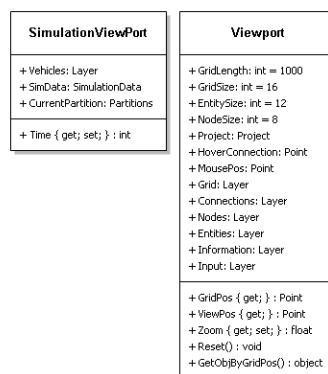 SimulationViewPort
+ Vehicles: Layer
+ SimData: SimulationData
+ CurrentPartition: Partitions
+ Time { get; set; } : int
Viewport
+ GridLength: int = 1000
+ GridSize: int = 16
+ EntitySize: int = 12
+ NodeSize: int = 8
+ Project: Project
+ HoverConnection: Point
+ MousePos: Point
+ Grid: Layer
+ Connections: Layer
+ Nodes: Layer
+ Entities: Layer
+ Information: Layer
+ Input: Layer
+ GridPos { get; } : Point
+ ViewPos { get; } : Point
+ Zoom { get; set; } : float
+ Reset() : void
+ GetObjByGridPos() : object